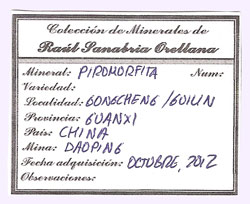 Colección de Minerales de
Raúl Sanabria Orellana
Mineral: PIROMORFITA Num:
Variedad:
Localidad: GONGCHENG / GUILIN
Provincia: GUANXI
País: CHINA
Mina: DAOPING
Fecha adquisición: OCTUBRE, 2012
Observaciones: